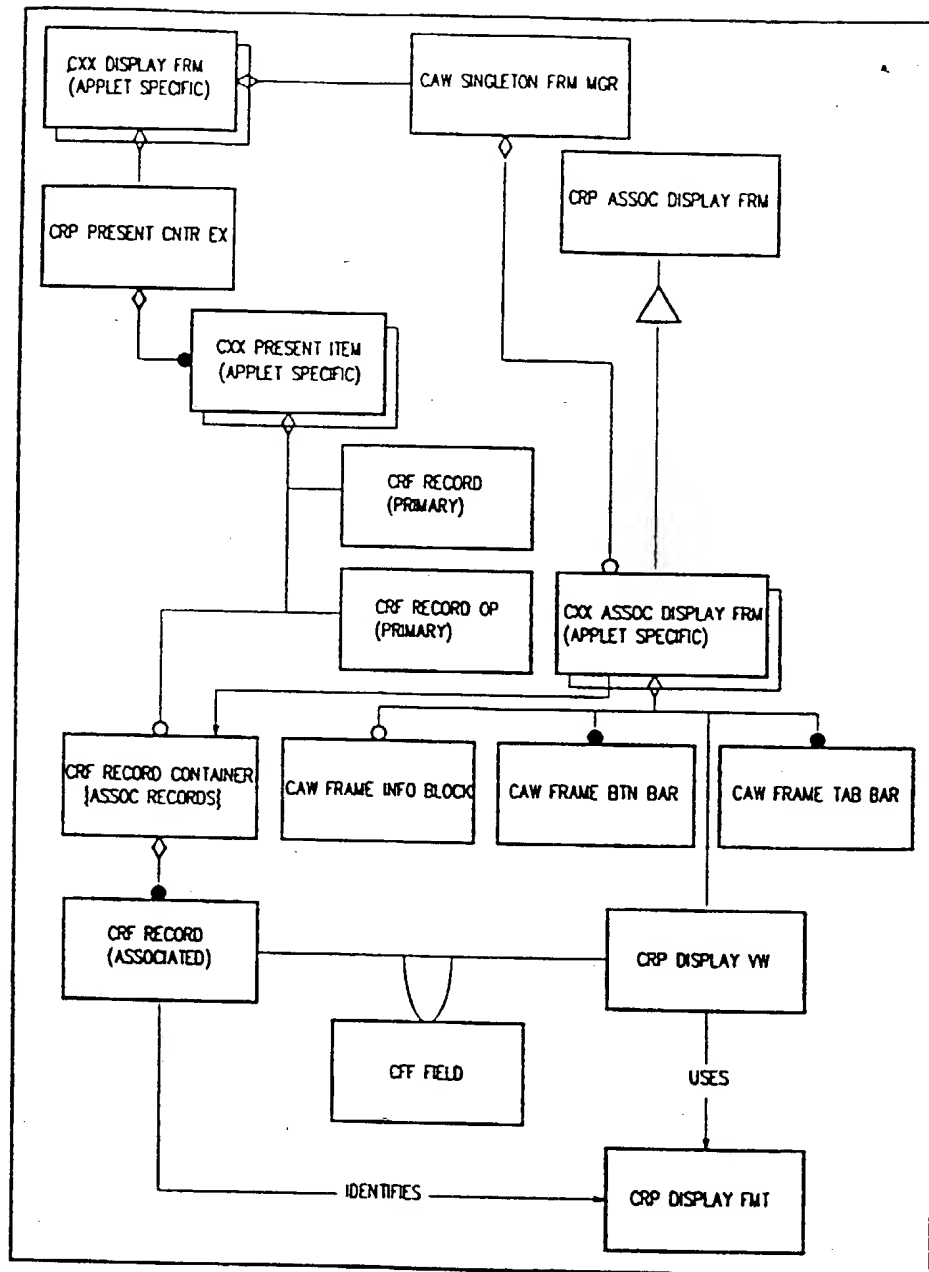 CXX DISPLAY FRM
(APPLET SPECIFIC)
CAW SINGLETON FRM MGR
CRP ASSOC DISPLAY FRM
CRP PRESENT CNTR EX
CXX PRESENT ITEM
(APPLET SPECIFIC)
CRF RECORD
(PRIMARY)
CRF RECORD OP
(PRIMARY)
CXX ASSOC DISPLAY FRM
(APPLET SPECIFIC)
CRF RECORD CONTAINER
{ASSOC RECORDS}
CAW FRAME INFO BLOCK
CAW FRAME BTN BAR
CAW FRAME TAB BAR
CRF RECORD
(ASSOCIATED)
CRP DISPLAY VW
CFF FIELD
USES
IDENTIFIES
CRP DISPLAY FMT